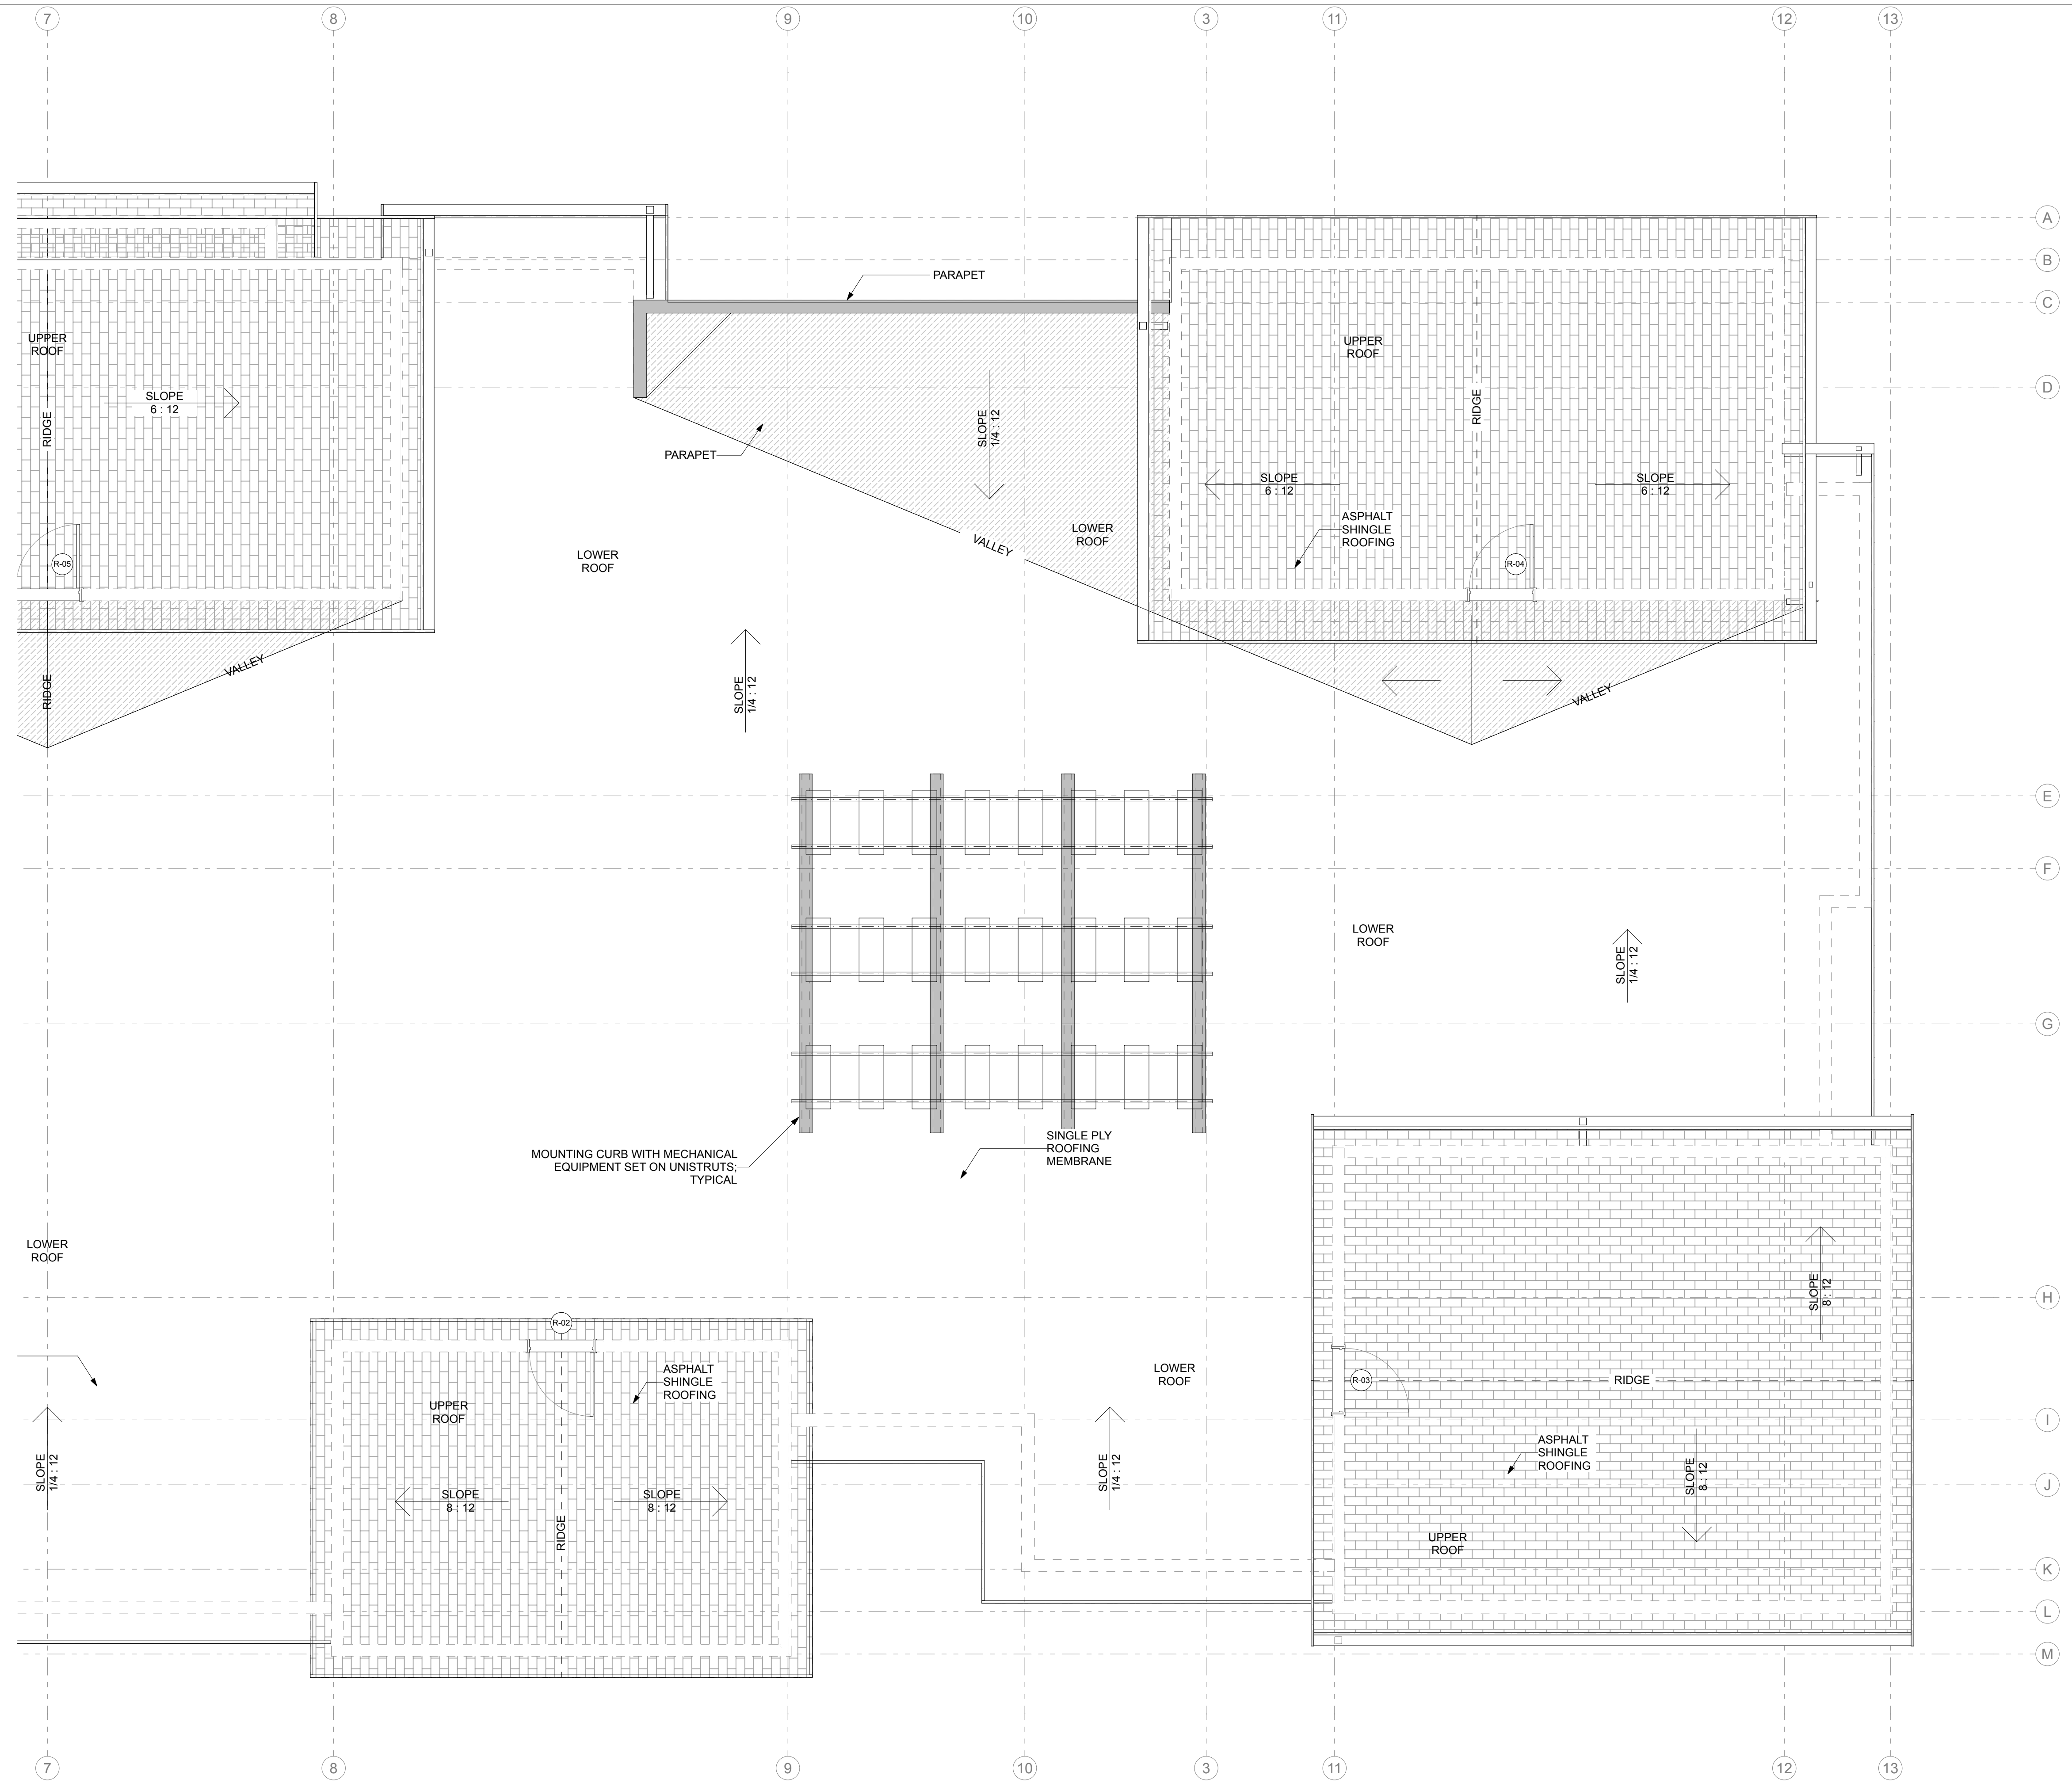 7
8
9
10
3
11
12
13
A
B
C
D
E
F
G
H
I
J
K
L
M
PARAPET
UPPER
ROOF
UPPER
ROOF
SLOPE
6 : 12
RIDGE
RIDGE
SLOPE
1/4 : 12
PARAPET
SLOPE
6 : 12
SLOPE
6 : 12
ASPHALT
SHINGLE
ROOFING
LOWER
ROOF
VALLEY
LOWER
ROOF
R-05
R-04
VALLEY
RIDGE
SLOPE
1/4 : 12
VALLEY
LOWER
ROOF
SLOPE
1/4 : 12
MOUNTING CURB WITH MECHANICAL
EQUIPMENT SET ON UNISTRUTS;
TYPICAL
SINGLE PLY
ROOFING
MEMBRANE
LOWER
ROOF
SLOPE
8 : 12
R-02
ASPHALT
SHINGLE
ROOFING
LOWER
ROOF
R-03
RIDGE
UPPER
ROOF
SLOPE
1/4 : 12
SLOPE
1/4 : 12
ASPHALT
SHINGLE
ROOFING
SLOPE
8 : 12
SLOPE
8 : 12
SLOPE
8 : 12
RIDGE
UPPER
ROOF
7
8
9
10
3
11
12
13